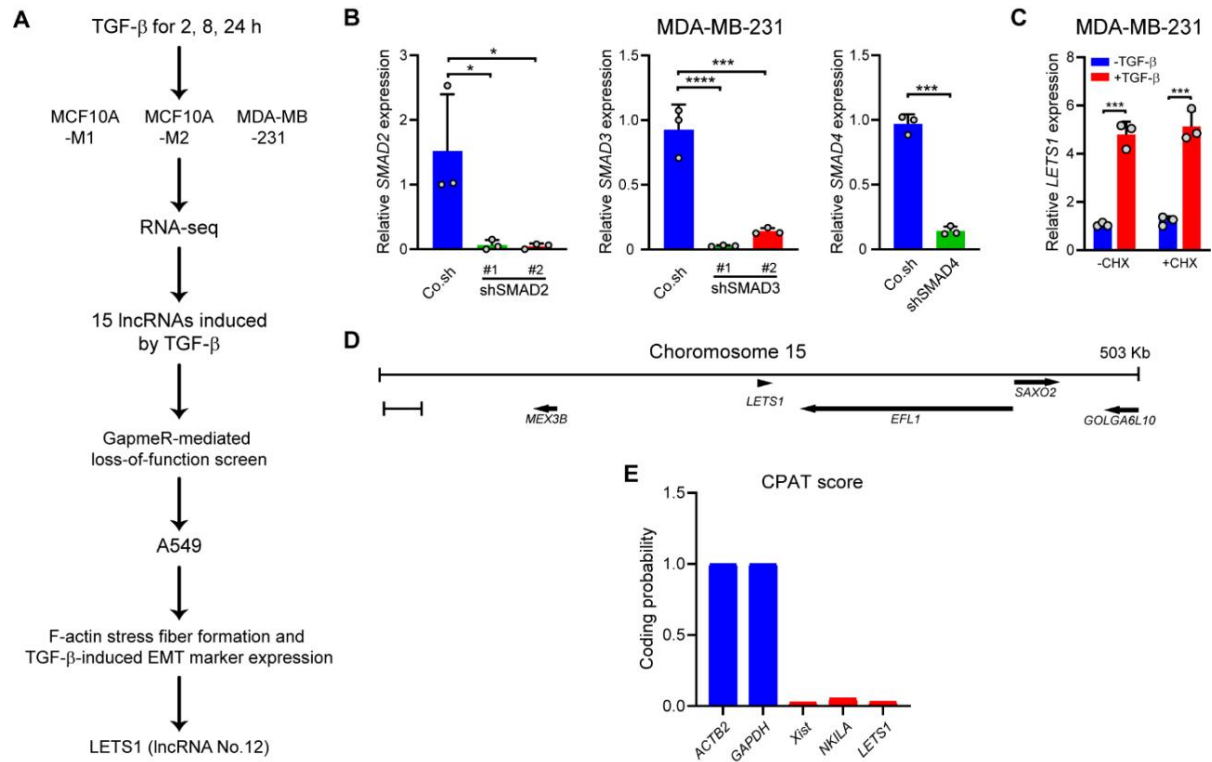 A
TGF-β for 2, 8, 24 h
MCF10A
-M1
MCF10A
-M2
MDA-MB
-231
RNA-seq
15 lncRNAs induced
by TGF-β
GapmeR-mediated
loss-of-function screen
A549
F-actin stress fiber formation and
TGF-β-induced EMT marker expression
LETS1 (lncRNA No.12)
B
MDA-MB-231
Relative SMAD2 expression
3
2
1
0
*
*
Co.sh
#1
#2
shSMAD2
Relative SMAD3 expression
1.5
1.0
0.5
0.0
***
****
Co.sh
#1
#2
shSMAD3
Relative SMAD4 expression
1.5
1.0
0.5
0.0
***
Co.sh
shSMAD4
C
MDA-MB-231
Relative LETS1 expression
8
6
4
2
0
-TGF-β
+TGF-β
***
***
-CHX
+CHX
D
Choromosome 15
503 Kb
LETS1
SAXO2
MEX3B
EFL1
GOLGA6L10
E
CPAT score
Coding probability
1.5
1.0
0.5
0.0
ACTB2
GAPDH
Xist
NKILA
LETS1